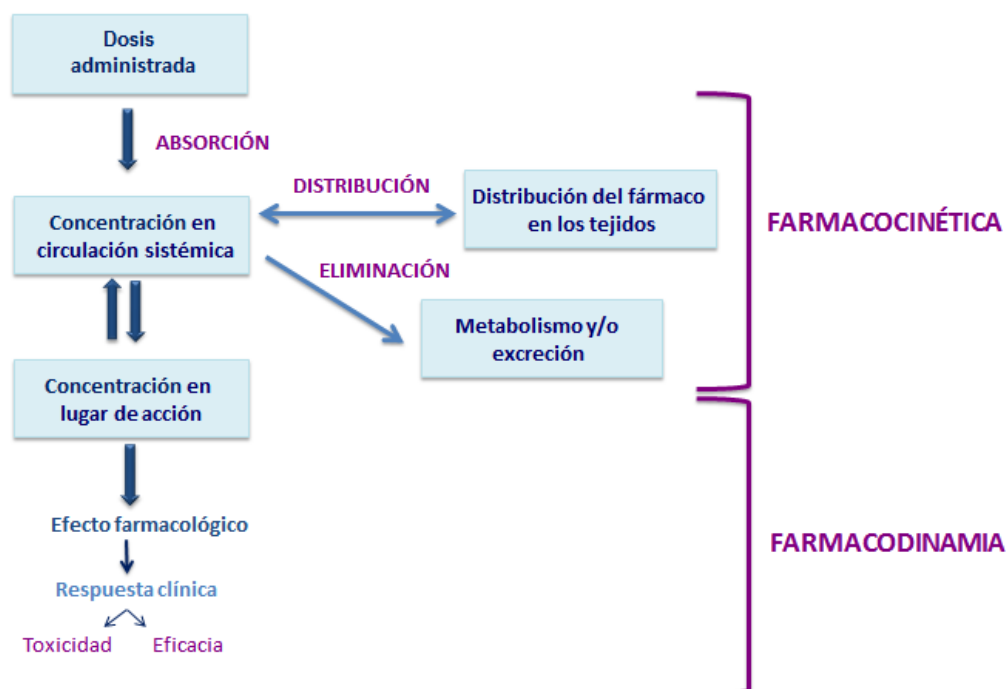 Dosis
administrada
ABSORCIÓN
DISTRIBUCIÓN
Distribución del fármaco
en los tejidos
Concentración en
circulación sistémica
FARMACOCINÉTICA
ELIMINACIÓN
Metabolismo y/o
excreción
Concentración en
lugar de acción
Efecto farmacológico
FARMACODINAMIA
Respuesta clínica
Toxicidad
Eficacia